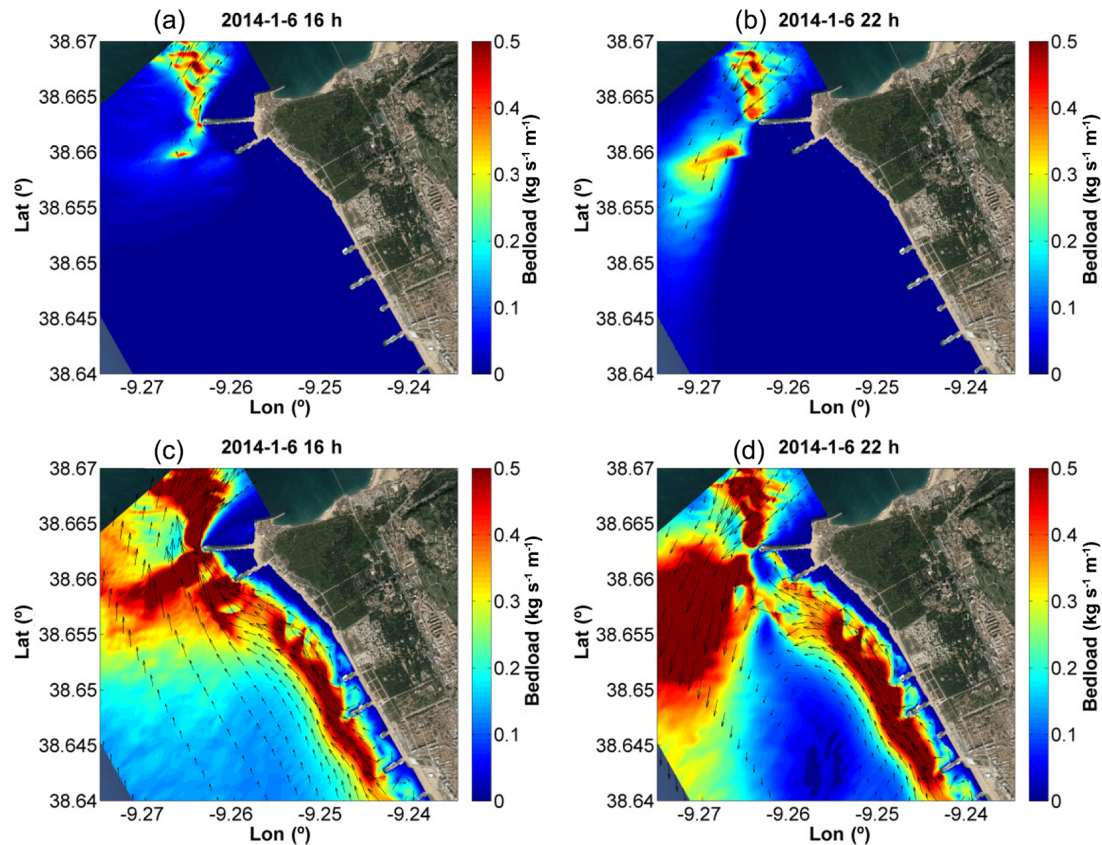 (a) 2014-1-6 16 h
38.67
38.665
38.66
38.655
38.65
38.645
38.64
Lat (º)
-9.27 -9.26 -9.25 -9.24
Lon (º)
0.5
0.4
0.3
0.2
0.1
0
Bedload (kg s⁻¹ m⁻¹)
(b) 2014-1-6 22 h
38.67
38.665
38.66
38.655
38.65
38.645
38.64
Lat (º)
-9.27 -9.26 -9.25 -9.24
Lon (º)
0.5
0.4
0.3
0.2
0.1
0
Bedload (kg s⁻¹ m⁻¹)
(c) 2014-1-6 16 h
38.67
38.665
38.66
38.655
38.65
38.645
38.64
Lat (º)
-9.27 -9.26 -9.25 -9.24
Lon (º)
0.5
0.4
0.3
0.2
0.1
0
Bedload (kg s⁻¹ m⁻¹)
(d) 2014-1-6 22 h
38.67
38.665
38.66
38.655
38.65
38.645
38.64
Lat (º)
-9.27 -9.26 -9.25 -9.24
Lon (º)
0.5
0.4
0.3
0.2
0.1
0
Bedload (kg s⁻¹ m⁻¹)